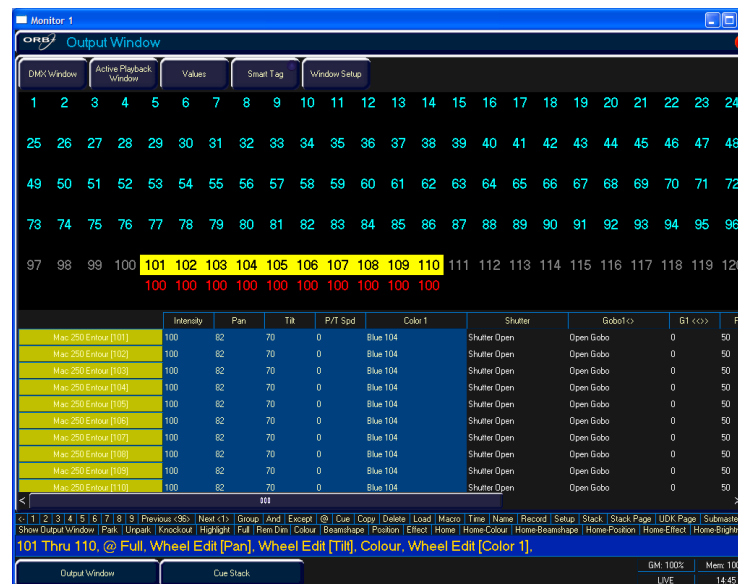 Monitor 1
ORB Output Window
DMX Window Active Playback Window Values Smart Tag Window Setup
1 2 3 4 5 6 7 8 9 10 11 12 13 14 15 16 17 18 19 20 21 22 23 24
25 26 27 28 29 30 31 32 33 34 35 36 37 38 39 40 41 42 43 44 45 46 47 48
49 50 51 52 53 54 55 56 57 58 59 60 61 62 63 64 65 66 67 68 69 70 71 72
73 74 75 76 77 78 79 80 81 82 83 84 85 86 87 88 89 90 91 92 93 94 95 96
97 98 99 100 101 102 103 104 105 106 107 108 109 110 111 112 113 114 115 116 117 118 119 120
100 100 100 100 100 100 100 100 100 100
Intensity Pan Tilt P/T Spd Color 1 Shutter Gobo1<> G1 <<>>
Mac 250 Entour [101] 100 82 70 0 Blue 104 Shutter Open Open Gobo 0 50
Mac 250 Entour [102] 100 82 70 0 Blue 104 Shutter Open Open Gobo 0 50
Mac 250 Entour [103] 100 82 70 0 Blue 104 Shutter Open Open Gobo 0 50
Mac 250 Entour [104] 100 82 70 0 Blue 104 Shutter Open Open Gobo 0 50
Mac 250 Entour [105] 100 82 70 0 Blue 104 Shutter Open Open Gobo 0 50
Mac 250 Entour [106] 100 82 70 0 Blue 104 Shutter Open Open Gobo 0 50
Mac 250 Entour [107] 100 82 70 0 Blue 104 Shutter Open Open Gobo 0 50
Mac 250 Entour [108] 100 82 70 0 Blue 104 Shutter Open Open Gobo 0 50
Mac 250 Entour [109] 100 82 70 0 Blue 104 Shutter Open Open Gobo 0 50
Mac 250 Entour [110] 100 82 70 0 Blue 104 Shutter Open Open Gobo 0 50
<- 1 2 3 4 5 6 7 8 9 Previous <96> Next <1> Group And Except @ Cue Copy Delete Load Macro Time Name Record Setup Stack Stack Page UDK Page Submaste
Show Output Window Park Unpark Knockout Highlight Full Rem Dim Colour Beamshape Position Effect Home Home-Colour Home-Beamshape Home-Position Home-Effect Home-Brightn
101 Thru 110, @ Full, Wheel Edit [Pan], Wheel Edit [Tilt], Colour, Wheel Edit [Color 1],
Output Window Cue Stack GM: 100% Mem: 100
LIVE 14:45